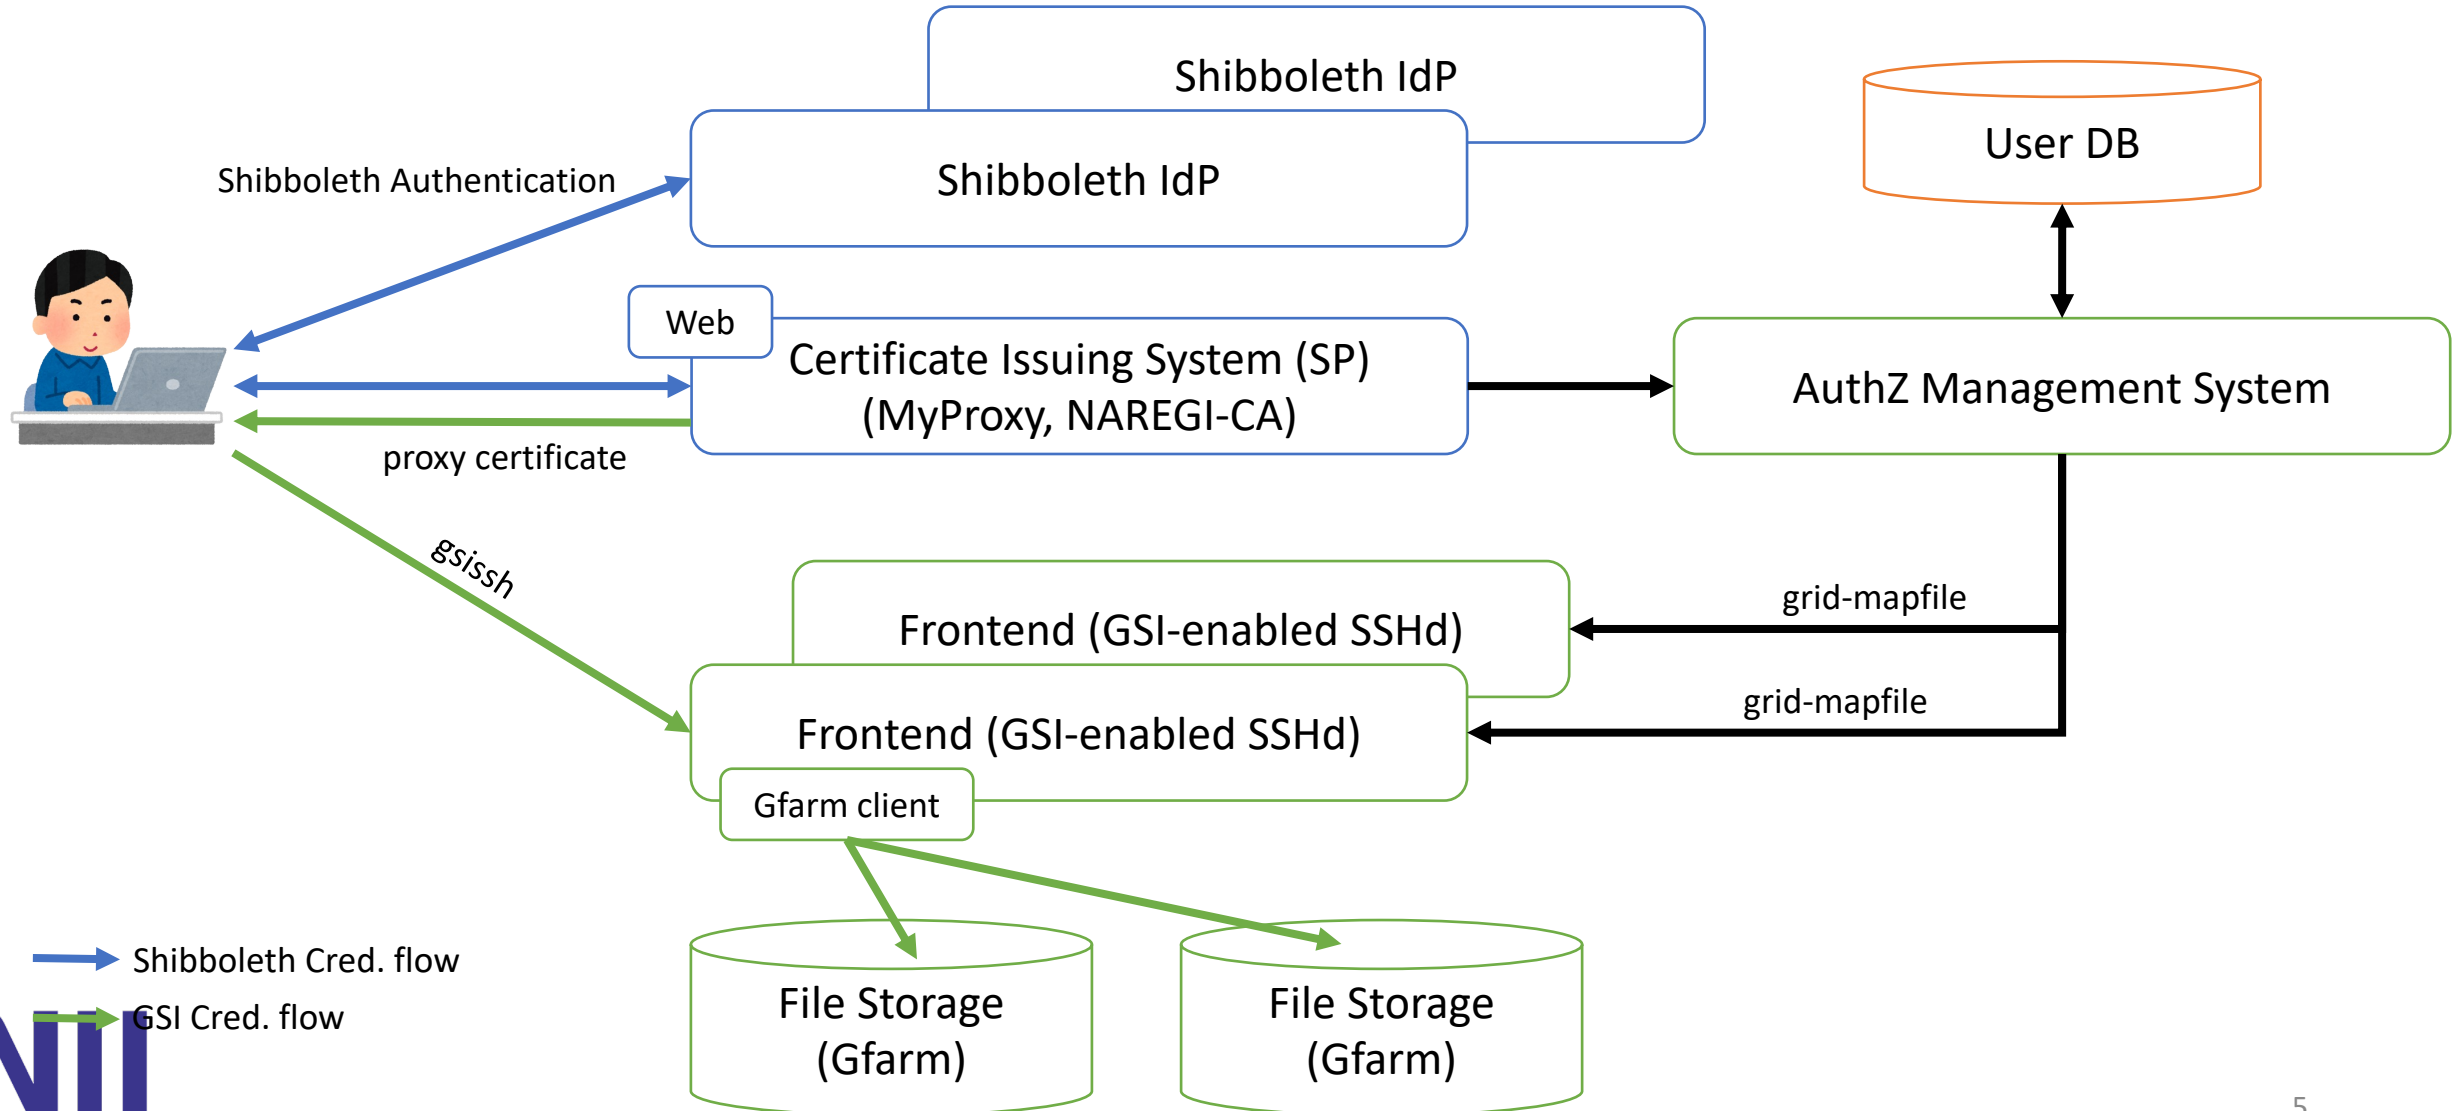 Shibboleth IdP
Shibboleth IdP
User DB
Shibboleth Authentication
Web
Certificate Issuing System (SP)
(MyProxy, NAREGI-CA)
AuthZ Management System
proxy certificate
gsissh
Frontend (GSI-enabled SSHd)
grid-mapfile
Frontend (GSI-enabled SSHd)
grid-mapfile
Gfarm client
File Storage
(Gfarm)
File Storage
(Gfarm)
Shibboleth Cred. flow
GSI Cred. flow
NII
5